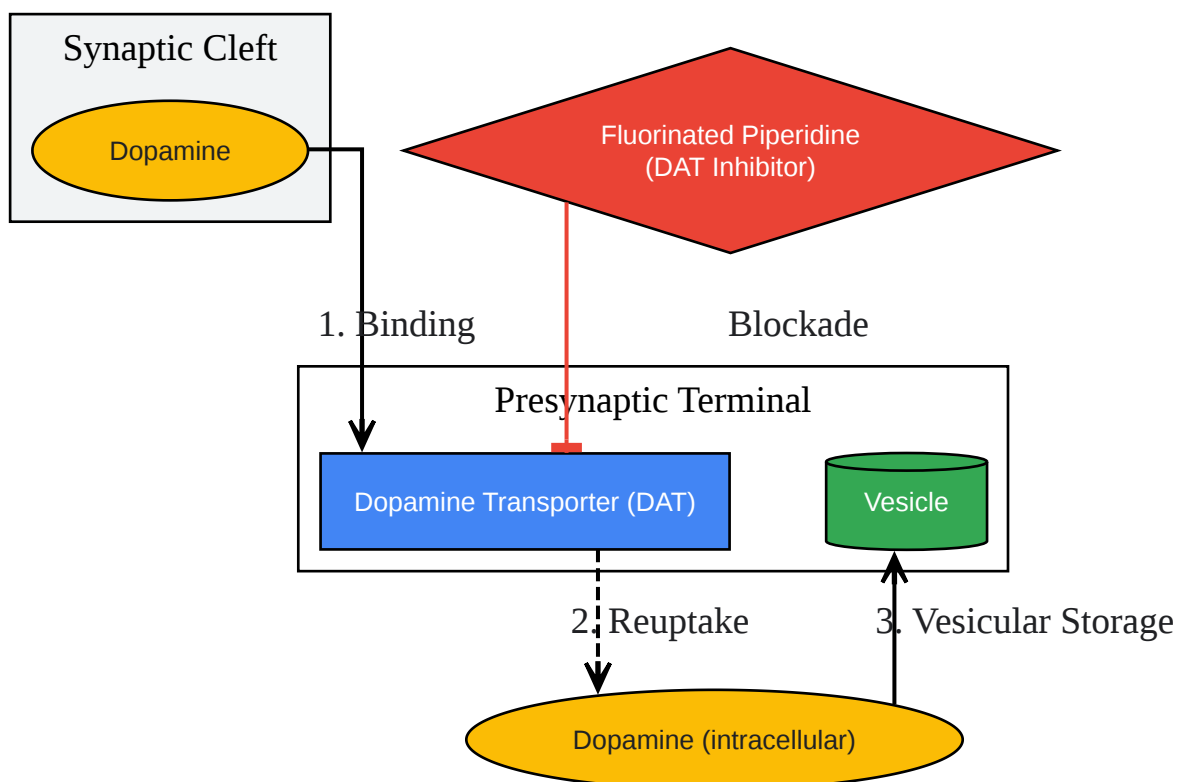 Synaptic Cleft
Dopamine
Fluorinated Piperidine
(DAT Inhibitor)
1. Binding
Blockade
Presynaptic Terminal
Dopamine Transporter (DAT)
Vesicle
2. Reuptake
3. Vesicular Storage
Dopamine (intracellular)